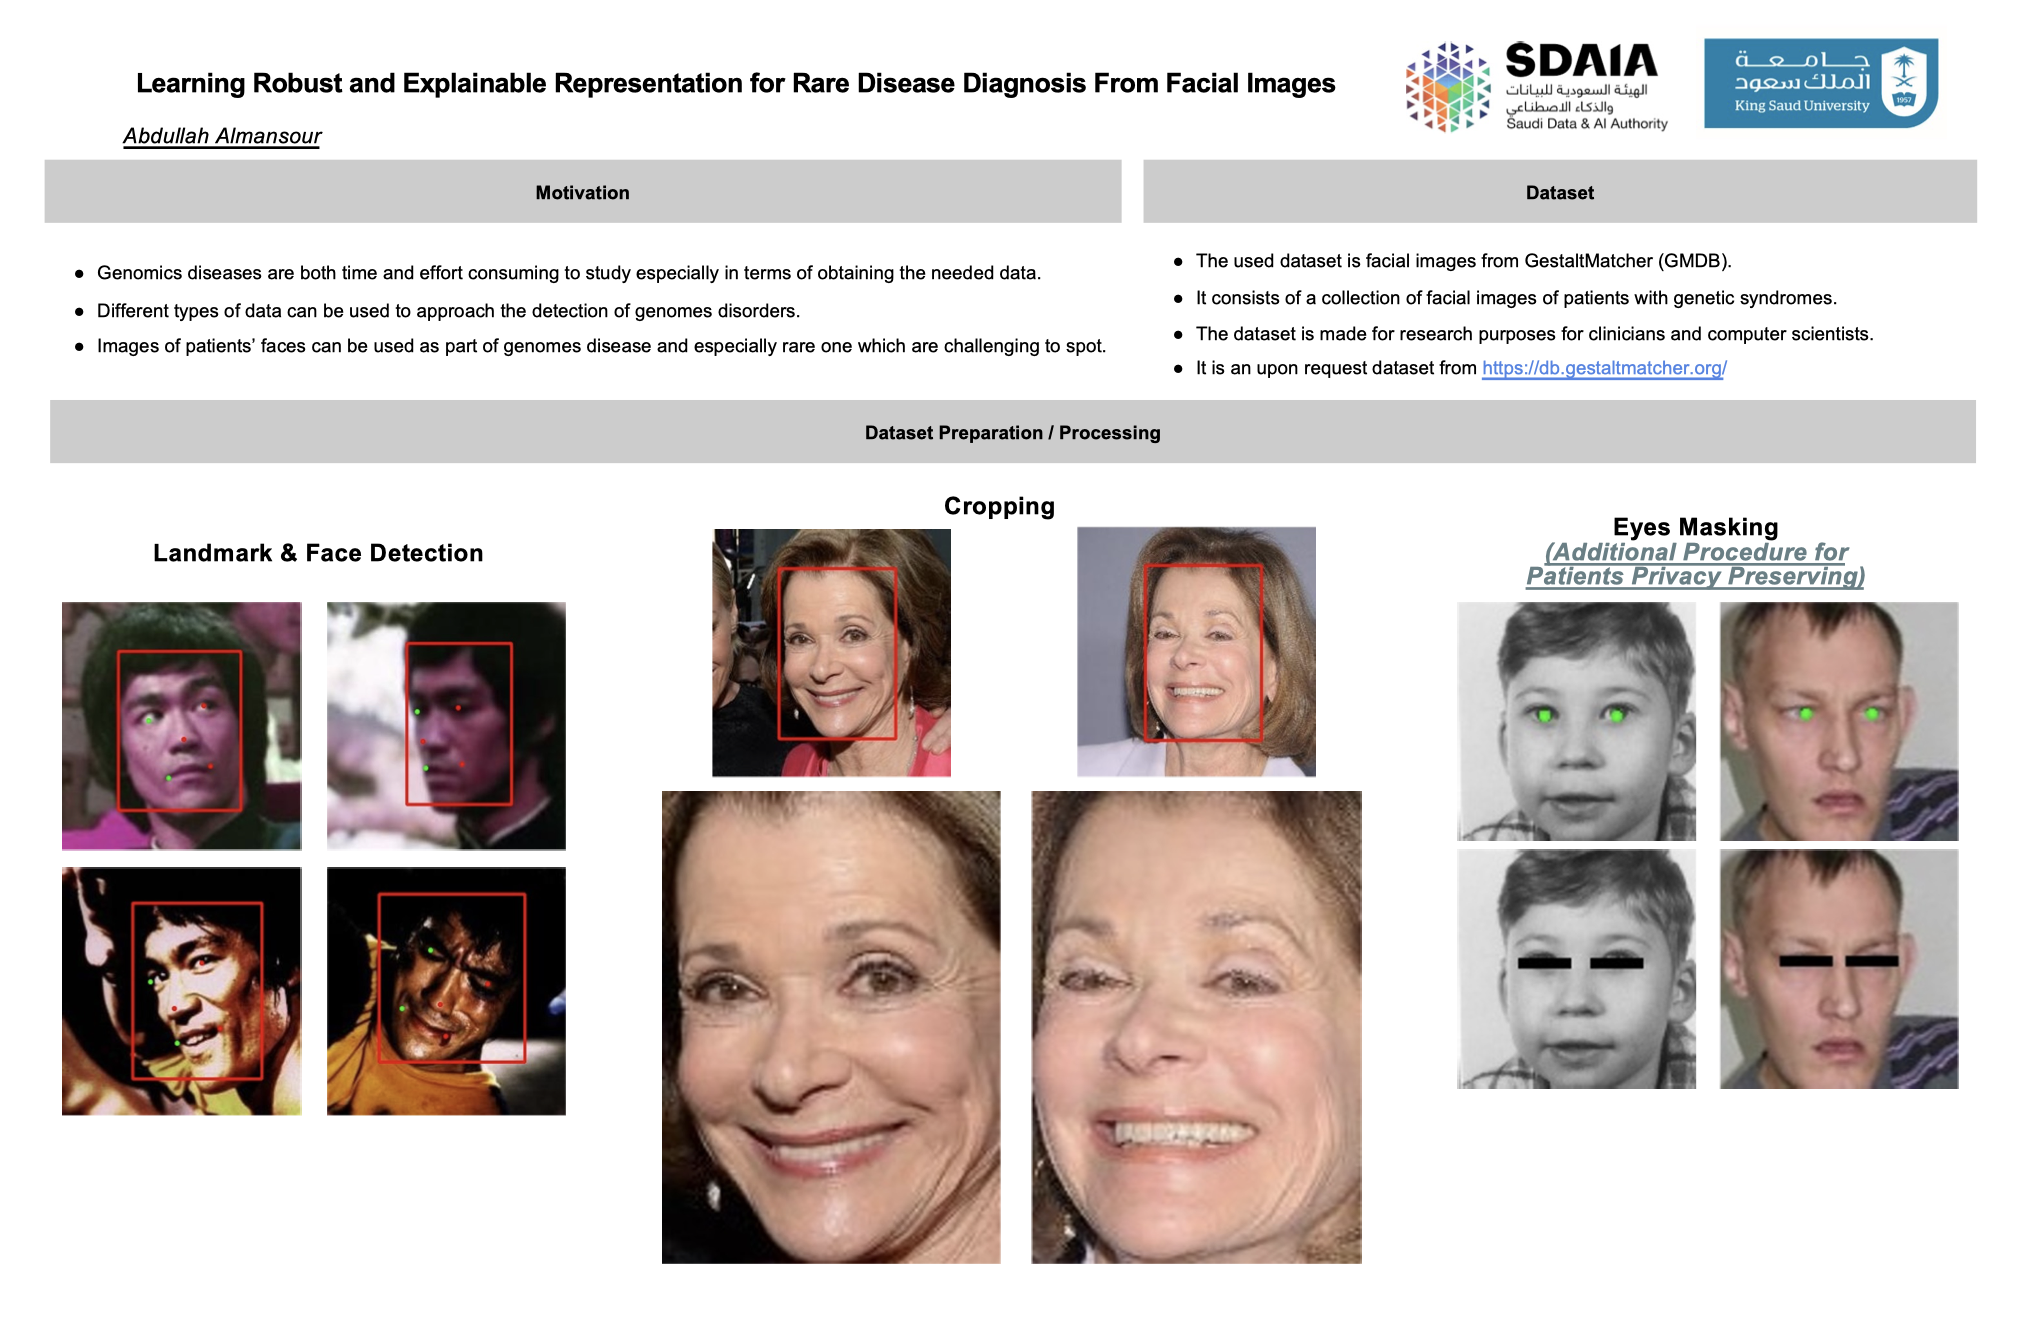 Learning Robust and Explainable Representation for Rare Disease Diagnosis From Facial Images
Abdullah Almansour
SDAIA
الهيئة السعودية للبيانات
والذكاء الاصطناعي
Saudi Data & AI Authority
جامعة
الملك سعود
King Saud University
1957
Motivation
● Genomics diseases are both time and effort consuming to study especially in terms of obtaining the needed data.
● Different types of data can be used to approach the detection of genomes disorders.
● Images of patients’ faces can be used as part of genomes disease and especially rare one which are challenging to spot.
Dataset
● The used dataset is facial images from GestaltMatcher (GMDB).
● It consists of a collection of facial images of patients with genetic syndromes.
● The dataset is made for research purposes for clinicians and computer scientists.
● It is an upon request dataset from https://db.gestaltmatcher.org/
Dataset Preparation / Processing
Landmark & Face Detection
Cropping
Eyes Masking
(Additional Procedure for
Patients Privacy Preserving)